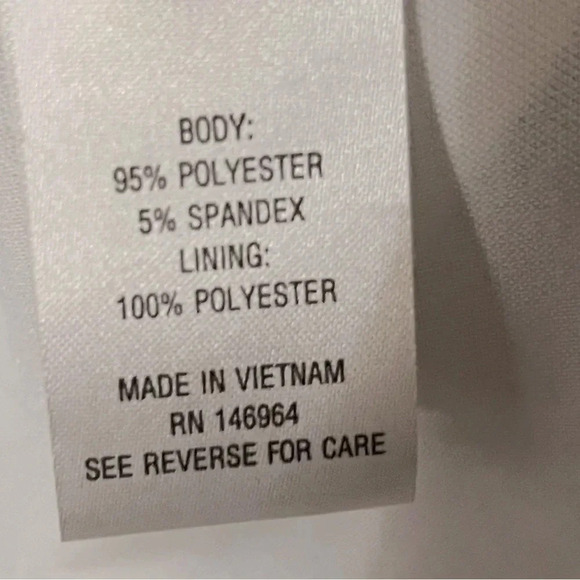 BODY:
95% POLYESTER
5% SPANDEX
LINING:
100% POLYESTER
MADE IN VIETNAM
RN 146964
SEE REVERSE FOR CARE